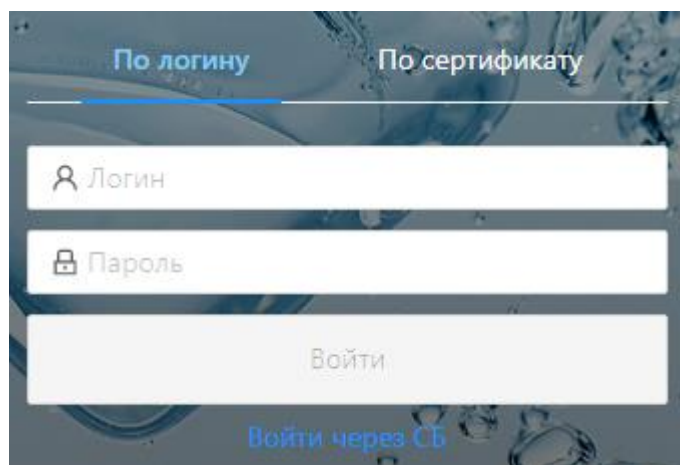 По логину По сертификату
Логин
Пароль
Войти
Войти через СБ